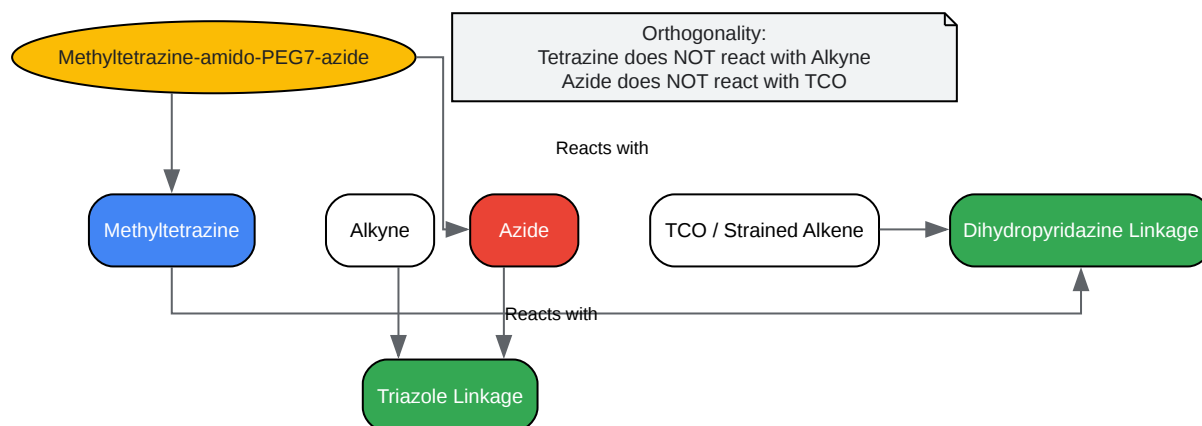 Methyltetrazine-amido-PEG7-azide
Orthogonality:
Tetrazine does NOT react with Alkyne
Azide does NOT react with TCO
Reacts with
Methyltetrazine
Alkyne
Azide
TCO / Strained Alkene
Dihydropyridazine Linkage
Reacts with
Triazole Linkage